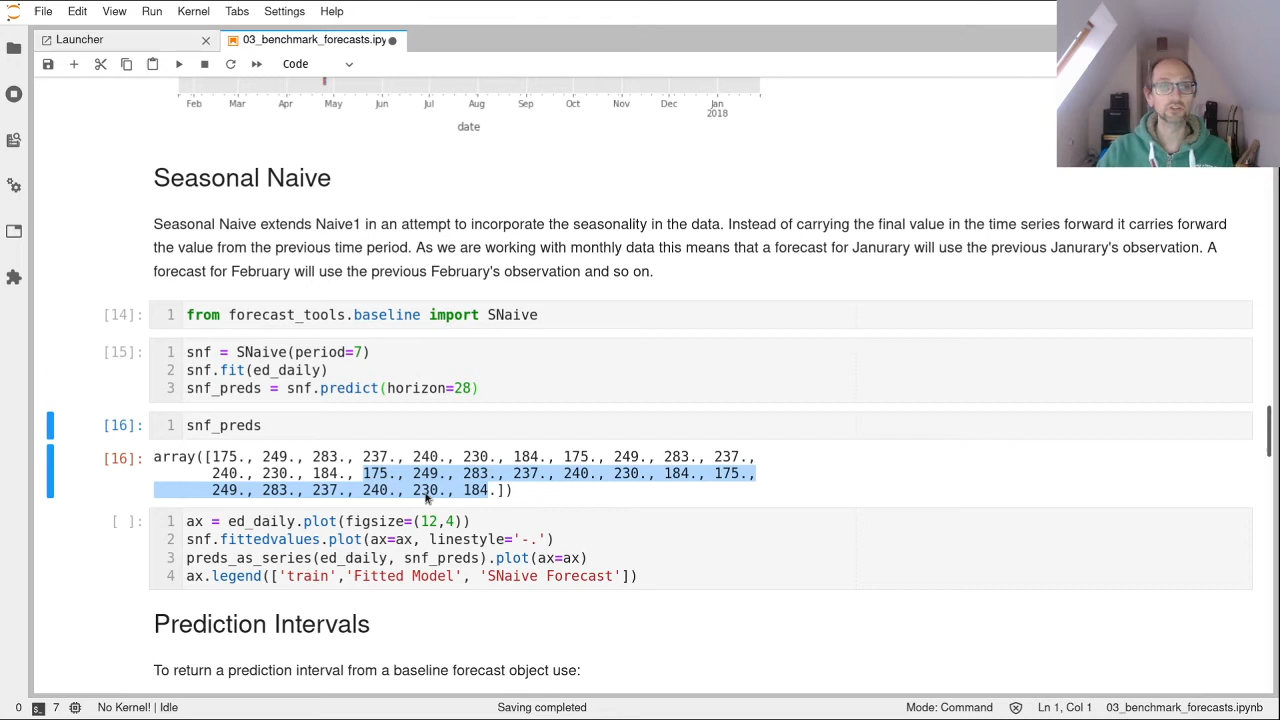 File Edit View Run Kernel Tabs Settings Help
Launcher
03_benchmark_forecasts.ipy
Code
Feb Mar Apr May Jun Jul Aug Sep Oct Nov Dec Jan
2018
date
Seasonal Naive
Seasonal Naive extends Naive1 in an attempt to incorporate the seasonality in the data. Instead of carrying the final value in the time series forward it carries forward
the value from the previous time period. As we are working with monthly data this means that a forecast for Janurary will use the previous Janurary's observation. A
forecast for February will use the previous February's observation and so on.
[14]: 1 from forecast_tools.baseline import SNaive
[15]: 1 snf = SNaive(period=7)
2 snf.fit(ed_daily)
3 snf_preds = snf.predict(horizon=28)
[16]: 1 snf_preds
[16]: array([175., 249., 283., 237., 240., 230., 184., 175., 249., 283., 237.,
240., 230., 184., 175., 249., 283., 237., 240., 230., 184., 175.,
249., 283., 237., 240., 230., 184.])
[ ]: 1 ax = ed_daily.plot(figsize=(12,4))
2 snf.fittedvalues.plot(ax=ax, linestyle='-.')
3 preds_as_series(ed_daily, snf_preds).plot(ax=ax)
4 ax.legend(['train','Fitted Model', 'SNaive Forecast'])
Prediction Intervals
To return a prediction interval from a baseline forecast object use:
0 7 No Kernel! | Idle Saving completed Mode: Command Ln 1, Col 1 03_benchmark_forecasts.ipynb